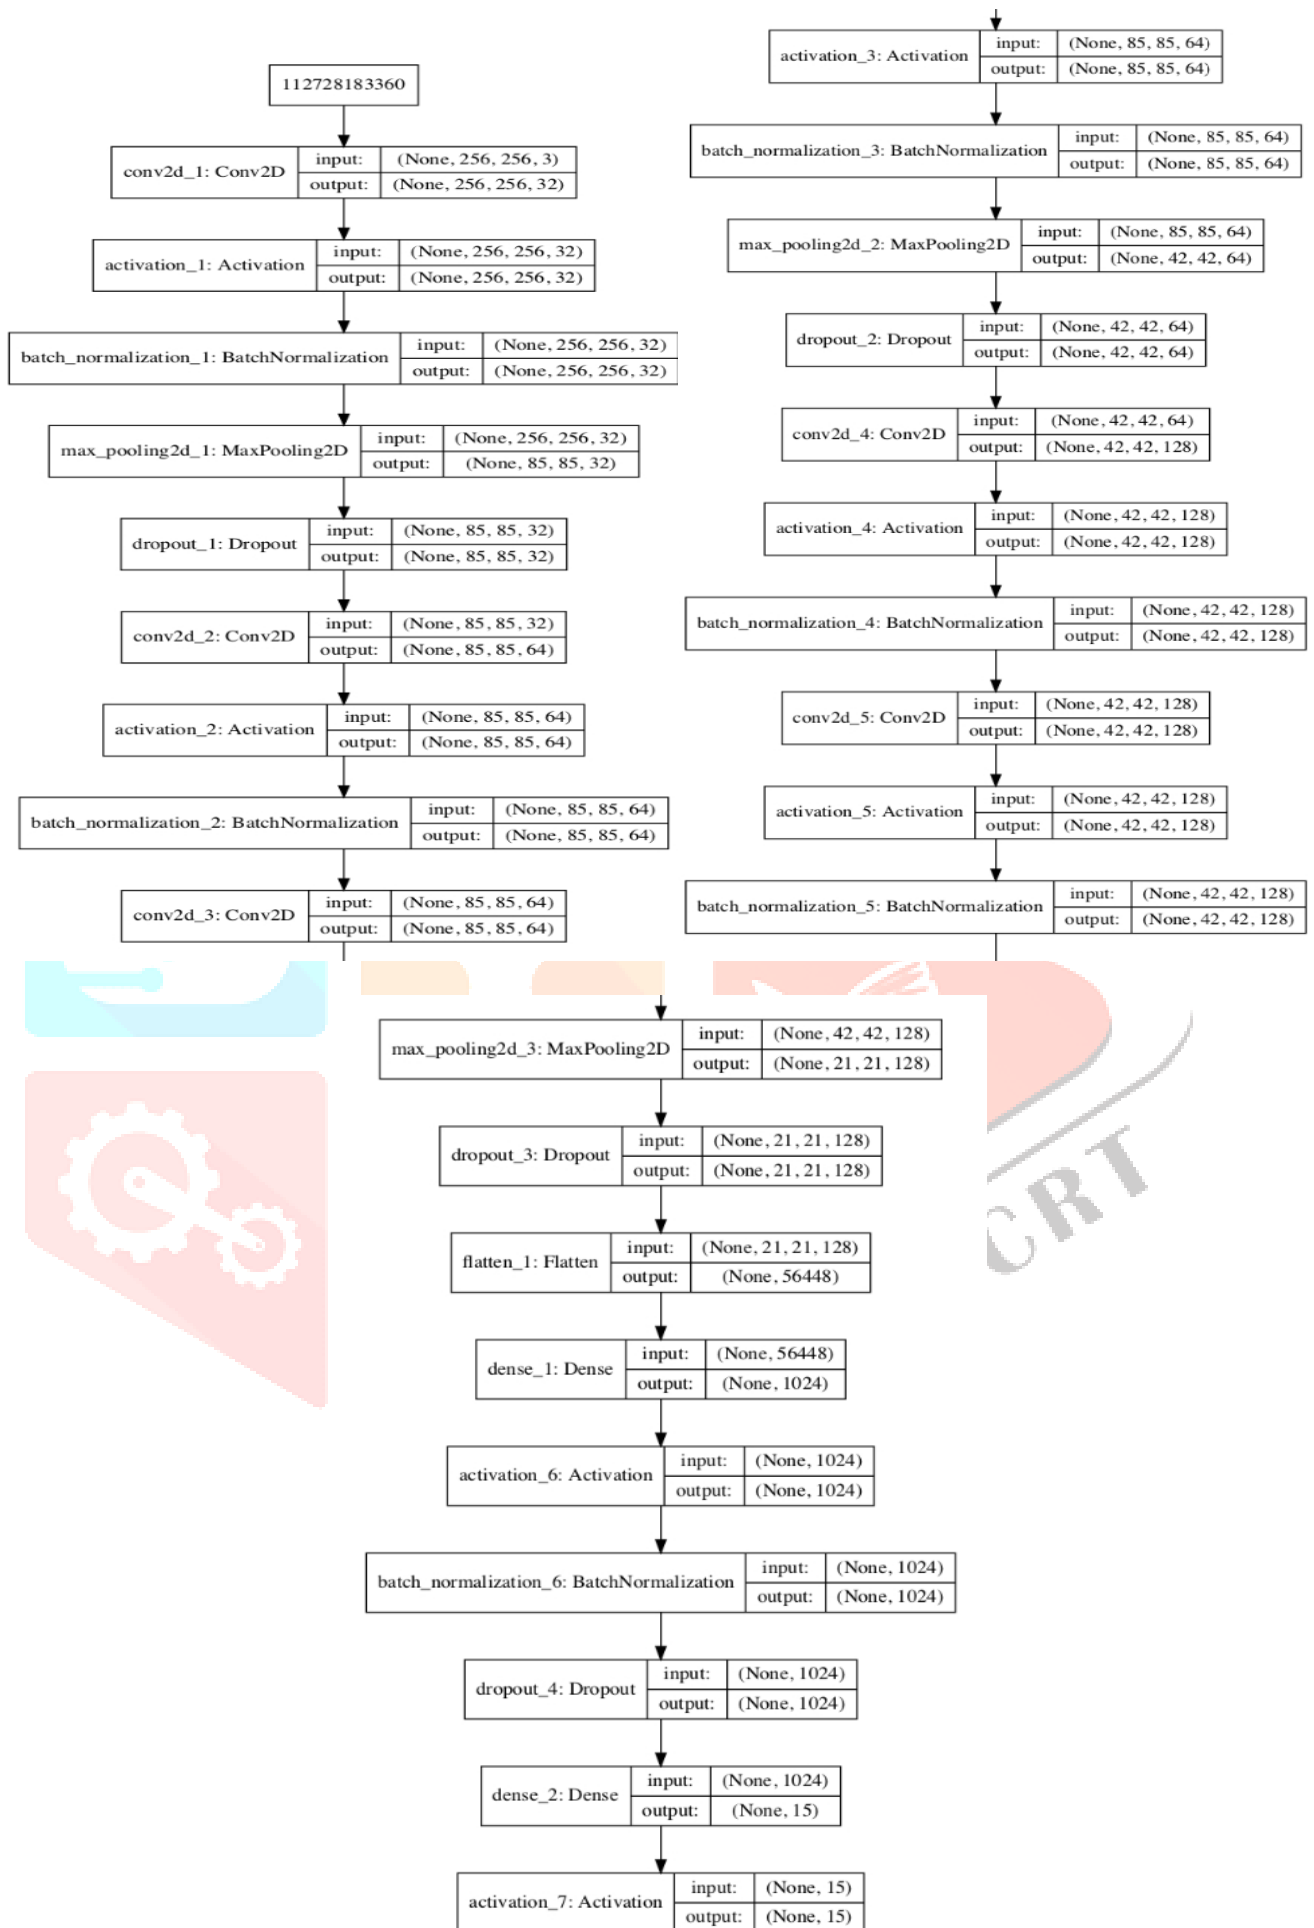 112728183360
conv2d_1: Conv2D
input: (None, 256, 256, 3)
output: (None, 256, 256, 32)
activation_1: Activation
input: (None, 256, 256, 32)
output: (None, 256, 256, 32)
batch_normalization_1: BatchNormalization
input: (None, 256, 256, 32)
output: (None, 256, 256, 32)
max_pooling2d_1: MaxPooling2D
input: (None, 256, 256, 32)
output: (None, 85, 85, 32)
dropout_1: Dropout
input: (None, 85, 85, 32)
output: (None, 85, 85, 32)
conv2d_2: Conv2D
input: (None, 85, 85, 32)
output: (None, 85, 85, 64)
activation_2: Activation
input: (None, 85, 85, 64)
output: (None, 85, 85, 64)
batch_normalization_2: BatchNormalization
input: (None, 85, 85, 64)
output: (None, 85, 85, 64)
conv2d_3: Conv2D
input: (None, 85, 85, 64)
output: (None, 85, 85, 64)
activation_3: Activation
input: (None, 85, 85, 64)
output: (None, 85, 85, 64)
batch_normalization_3: BatchNormalization
input: (None, 85, 85, 64)
output: (None, 85, 85, 64)
max_pooling2d_2: MaxPooling2D
input: (None, 85, 85, 64)
output: (None, 42, 42, 64)
dropout_2: Dropout
input: (None, 42, 42, 64)
output: (None, 42, 42, 64)
conv2d_4: Conv2D
input: (None, 42, 42, 64)
output: (None, 42, 42, 128)
activation_4: Activation
input: (None, 42, 42, 128)
output: (None, 42, 42, 128)
batch_normalization_4: BatchNormalization
input: (None, 42, 42, 128)
output: (None, 42, 42, 128)
conv2d_5: Conv2D
input: (None, 42, 42, 128)
output: (None, 42, 42, 128)
activation_5: Activation
input: (None, 42, 42, 128)
output: (None, 42, 42, 128)
batch_normalization_5: BatchNormalization
input: (None, 42, 42, 128)
output: (None, 42, 42, 128)
max_pooling2d_3: MaxPooling2D
input: (None, 42, 42, 128)
output: (None, 21, 21, 128)
dropout_3: Dropout
input: (None, 21, 21, 128)
output: (None, 21, 21, 128)
flatten_1: Flatten
input: (None, 21, 21, 128)
output: (None, 56448)
dense_1: Dense
input: (None, 56448)
output: (None, 1024)
activation_6: Activation
input: (None, 1024)
output: (None, 1024)
batch_normalization_6: BatchNormalization
input: (None, 1024)
output: (None, 1024)
dropout_4: Dropout
input: (None, 1024)
output: (None, 1024)
dense_2: Dense
input: (None, 1024)
output: (None, 15)
activation_7: Activation
input: (None, 15)
output: (None, 15)
CRT